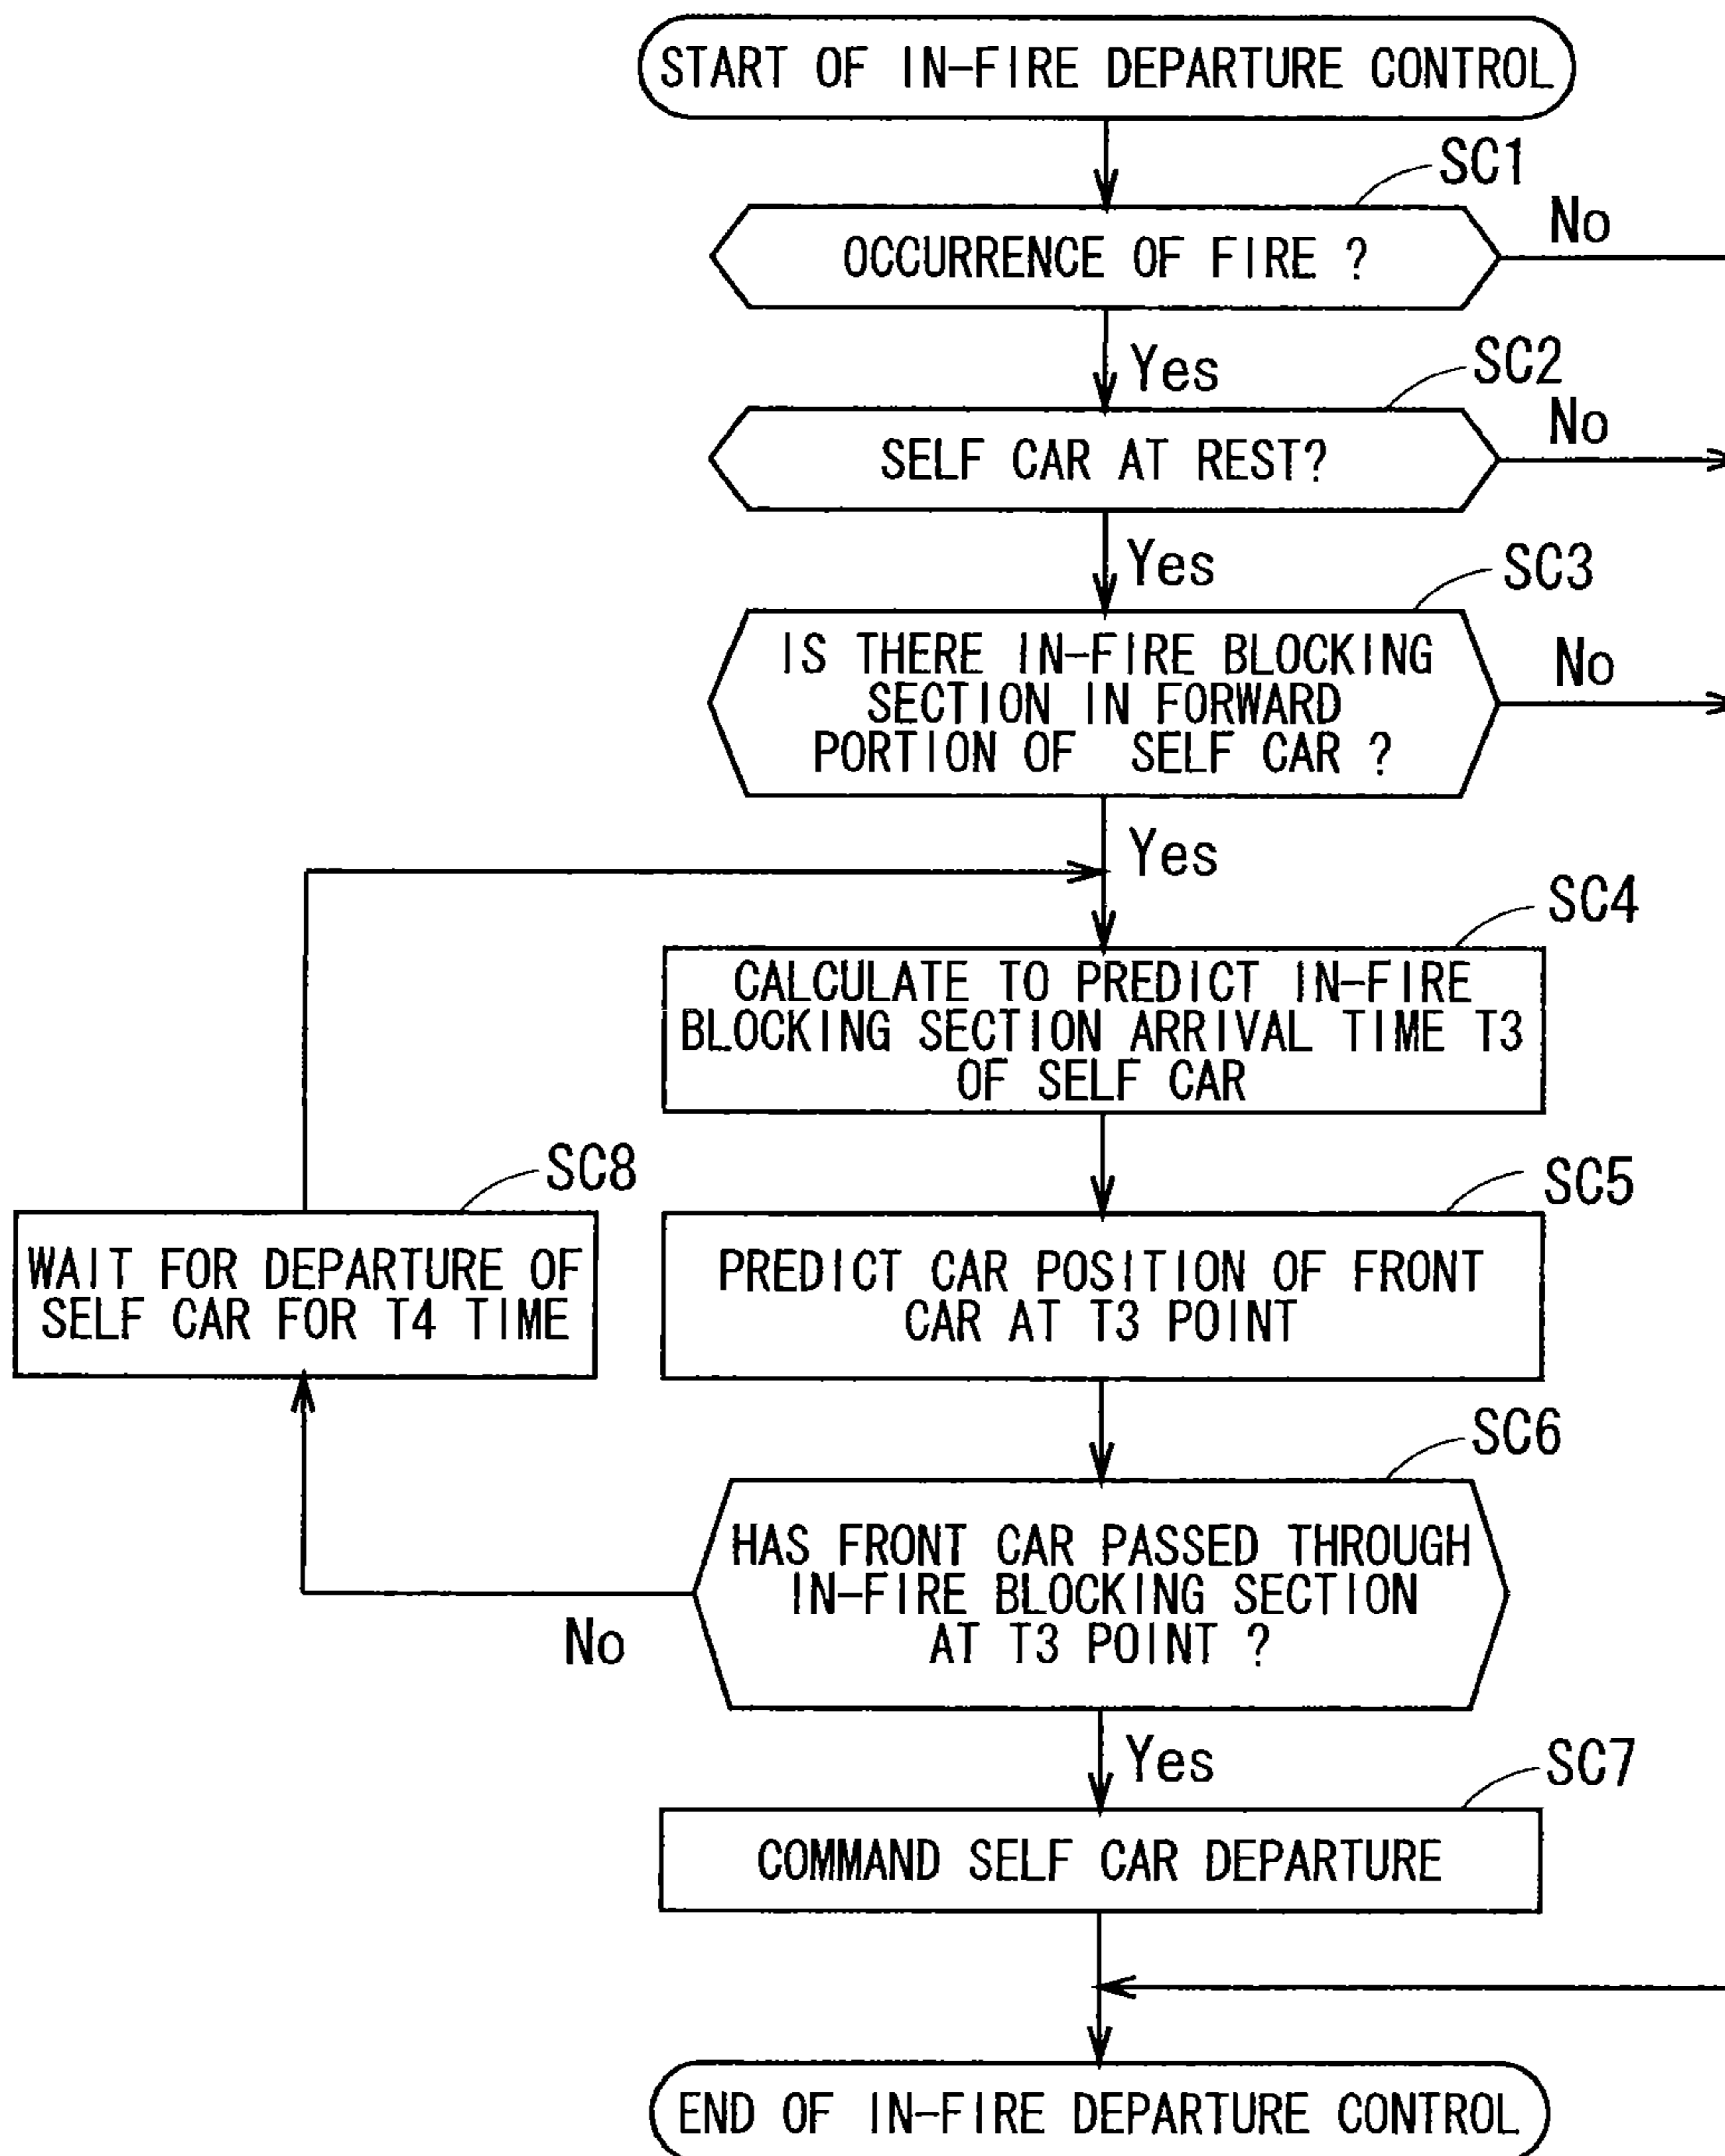 START OF IN-FIRE DEPARTURE CONTROL
SC1
OCCURRENCE OF FIRE ?
No
Yes
SC2
SELF CAR AT REST?
No
Yes
SC3
IS THERE IN-FIRE BLOCKING
SECTION IN FORWARD
PORTION OF SELF CAR ?
No
Yes
SC4
CALCULATE TO PREDICT IN-FIRE
BLOCKING SECTION ARRIVAL TIME T3
OF SELF CAR
SC8
WAIT FOR DEPARTURE OF
SELF CAR FOR T4 TIME
SC5
PREDICT CAR POSITION OF FRONT
CAR AT T3 POINT
SC6
HAS FRONT CAR PASSED THROUGH
IN-FIRE BLOCKING SECTION
AT T3 POINT ?
No
Yes
SC7
COMMAND SELF CAR DEPARTURE
END OF IN-FIRE DEPARTURE CONTROL